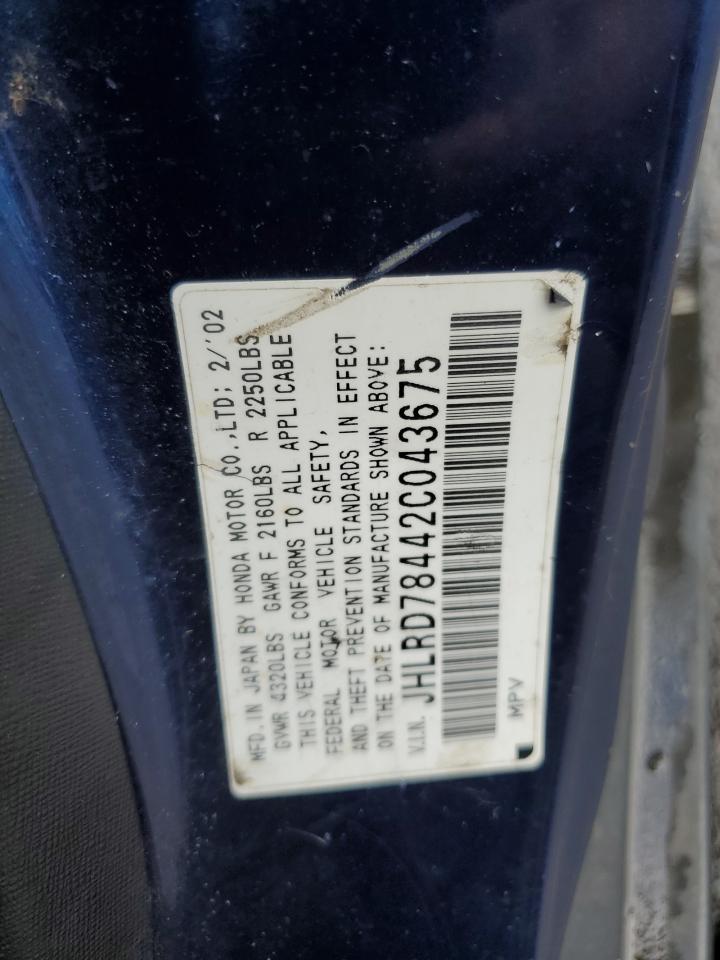 MFD. IN JAPAN BY HONDA MOTOR CO.,LTD; 2/'02
GVWR 4320LBS GAWR F 2160LBS R 2250LBS
THIS VEHICLE CONFORMS TO ALL APPLICABLE
FEDERAL MOTOR VEHICLE SAFETY,
AND THEFT PREVENTION STANDARDS IN EFFECT
ON THE DATE OF MANUFACTURE SHOWN ABOVE:
V.I.N. JHLRD78442C043675
MPV